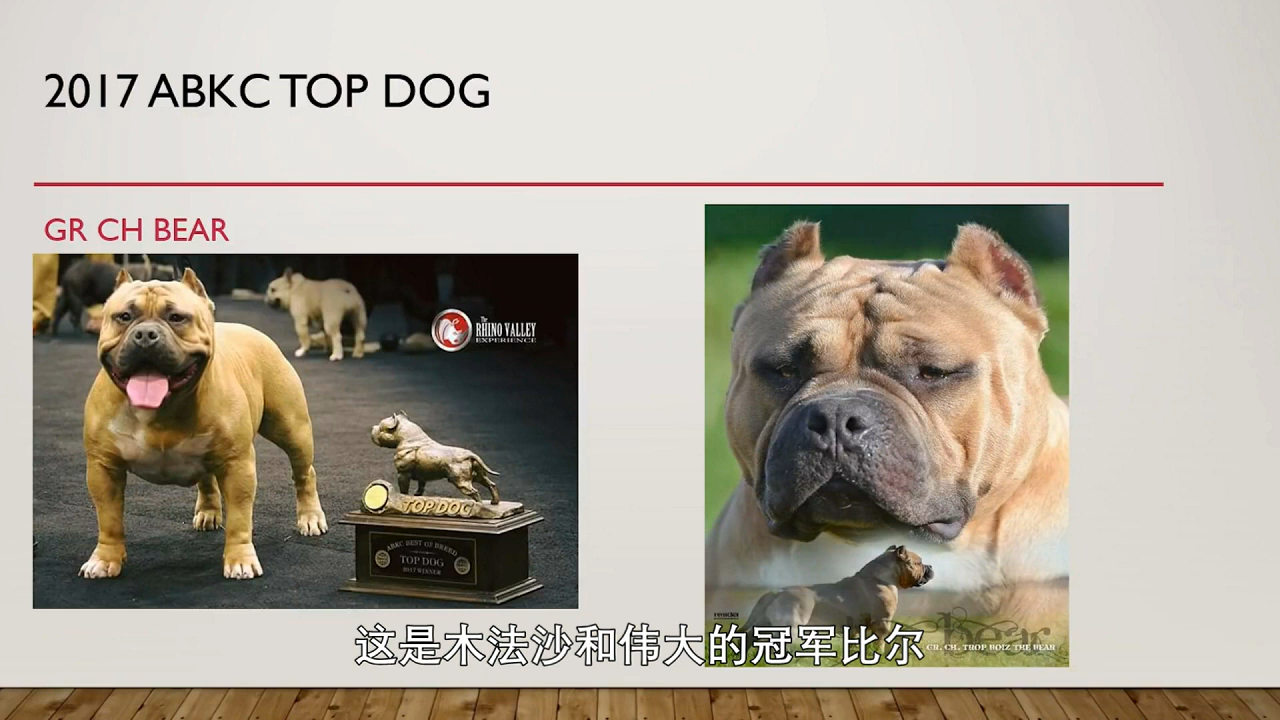 2017 ABKC TOP DOG
GR CH BEAR
The
RHINO VALLEY
EXPERIENCE
TOP DOG
ABKC BEST OF BREED
TOP DOG
2017 WINNER
Bear
GR. CH. TROP BOIZ THE BEAR
这是木法沙和伟大的冠军比尔